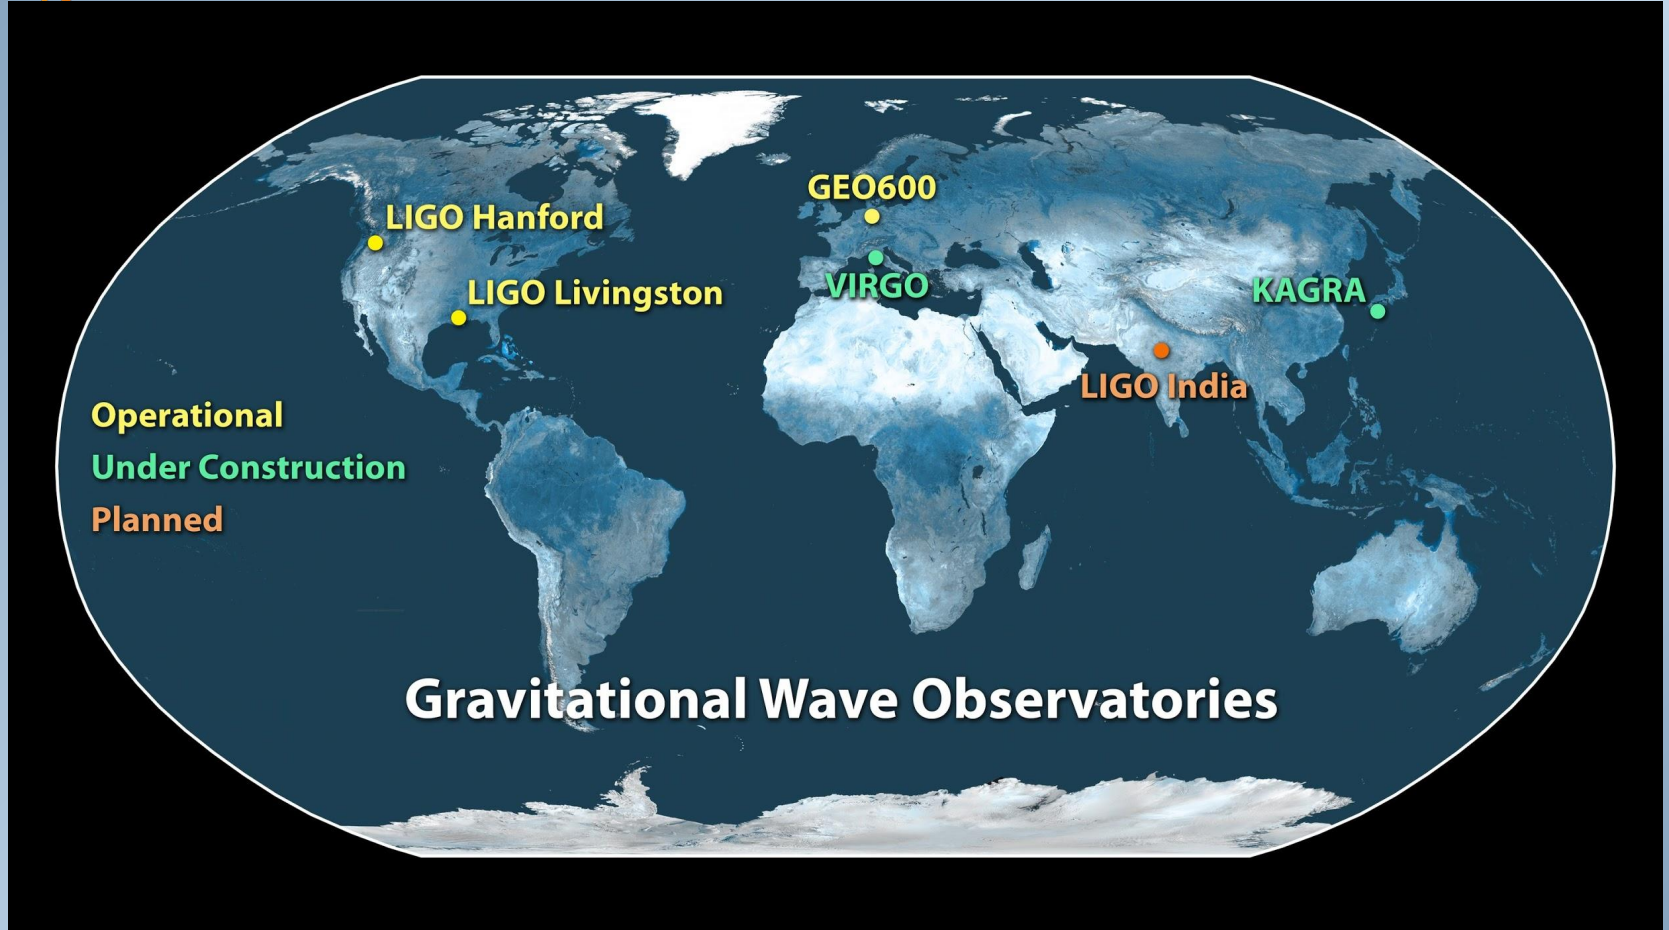 GEO600
LIGO Hanford
VIRGO
LIGO Livingston
KAGRA
LIGO India
Operational
Under Construction
Planned
Gravitational Wave Observatories